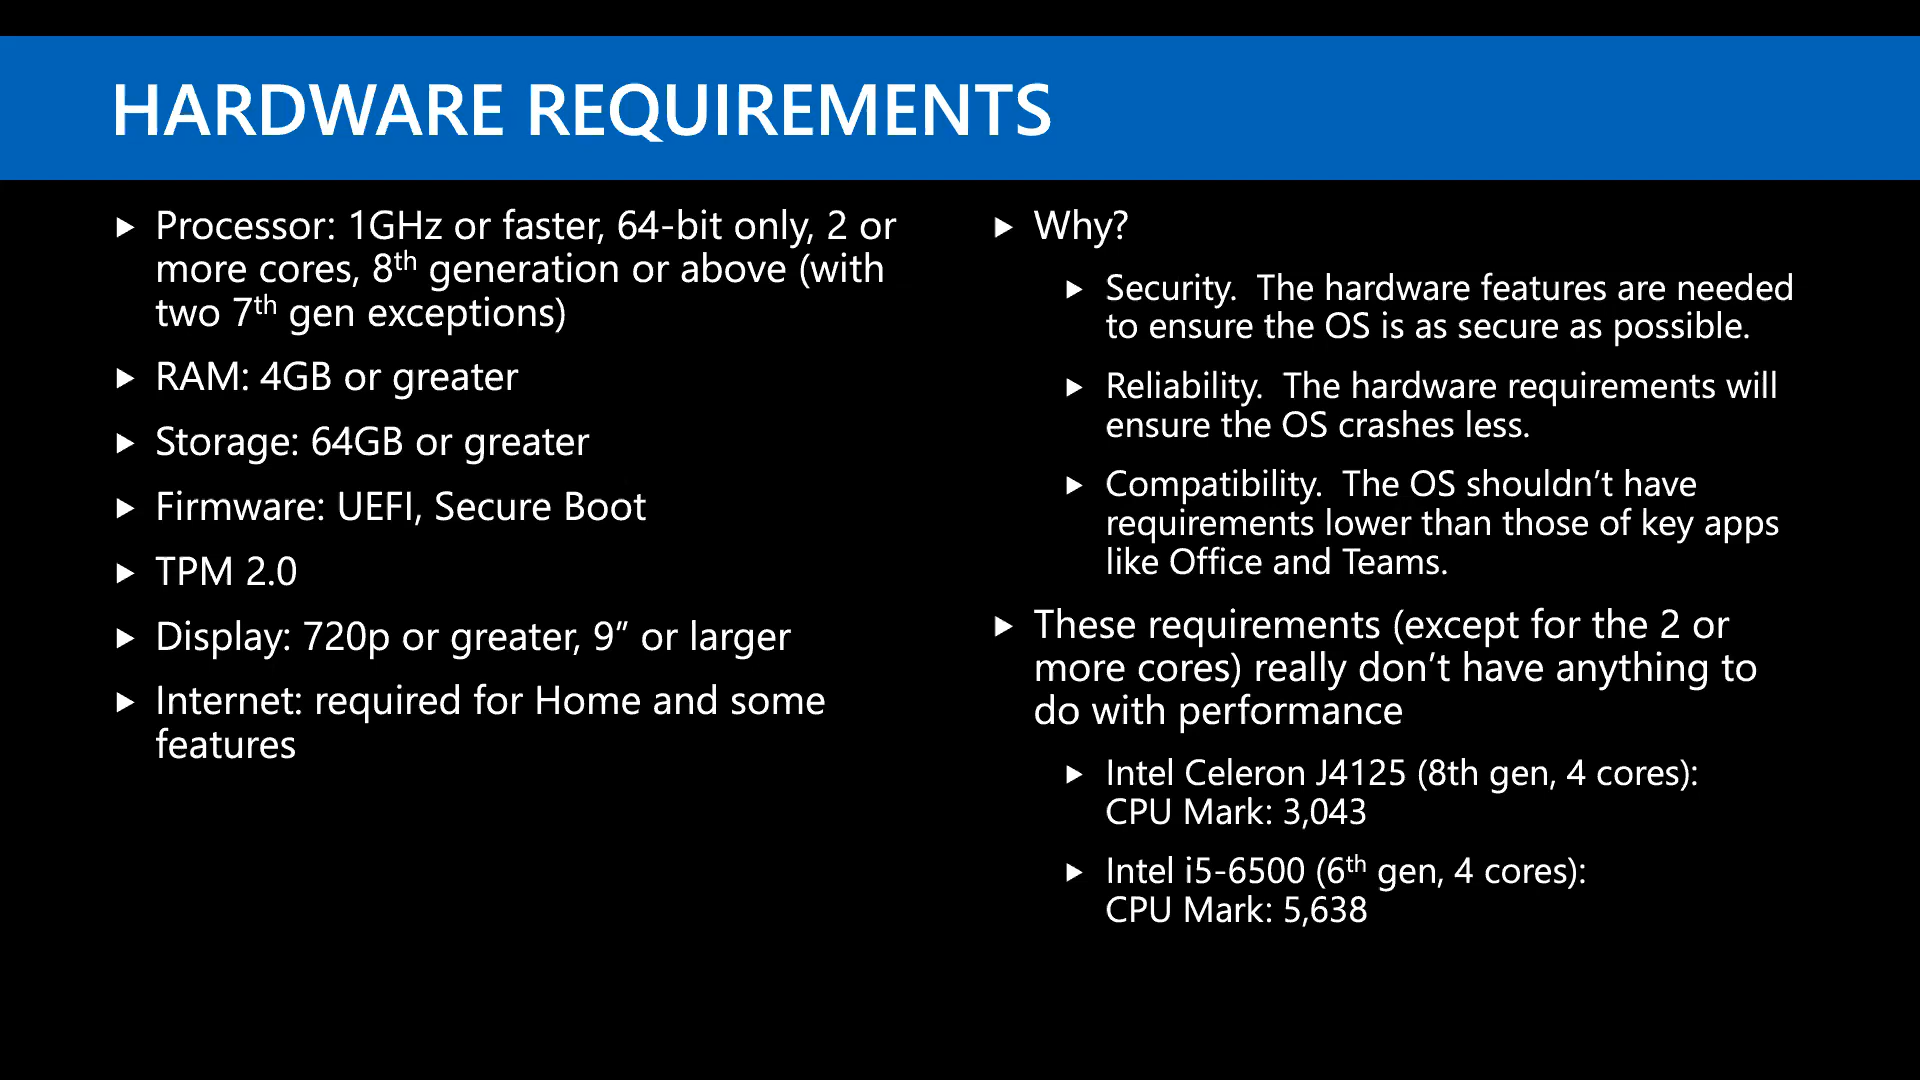 HARDWARE REQUIREMENTS
Processor: 1GHz or faster, 64-bit only, 2 or
more cores, 8th generation or above (with
two 7th gen exceptions)
RAM: 4GB or greater
Storage: 64GB or greater
Firmware: UEFI, Secure Boot
TPM 2.0
Display: 720p or greater, 9” or larger
Internet: required for Home and some
features
Why?
Security.  The hardware features are needed
to ensure the OS is as secure as possible.
Reliability.  The hardware requirements will
ensure the OS crashes less.
Compatibility.  The OS shouldn’t have
requirements lower than those of key apps
like Office and Teams.
These requirements (except for the 2 or
more cores) really don’t have anything to
do with performance
Intel Celeron J4125 (8th gen, 4 cores):
CPU Mark: 3,043
Intel i5-6500 (6th gen, 4 cores):
CPU Mark: 5,638